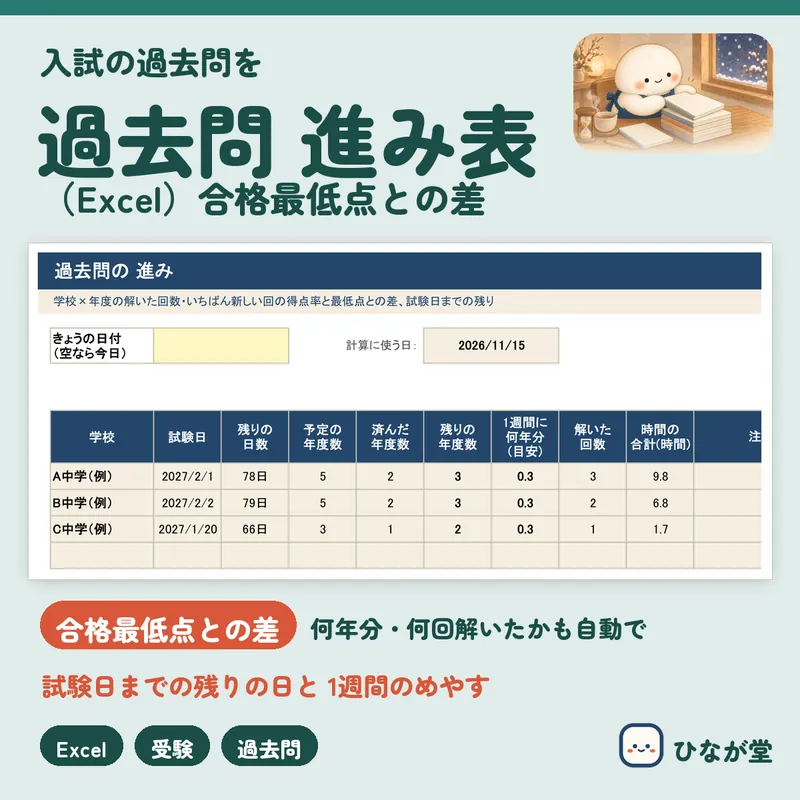 入試の過去問を
過去問 進み表
（Excel）合格最低点との差
過去問の 進み
学校×年度の解いた回数・いちばん新しい回の得点率と最低点との差、試験日までの残り
きょうの日付
（空なら今日）
計算に使う日：
2026/11/15
学校 試験日 残りの日数 予定の年度数 済んだ年度数 残りの年度数 1週間に何年分（目安） 解いた回数 時間の合計(時間) 注
A中学(例) 2027/2/1 78日 5 2 3 0.3 3 9.8
B中学(例) 2027/2/2 79日 5 2 3 0.3 2 6.8
C中学(例) 2027/1/20 66日 3 1 2 0.3 1 1.7
合格最低点との差 何年分・何回解いたかも自動で
試験日までの残りの日と 1週間のめやす
Excel 受験 過去問
ひなが堂